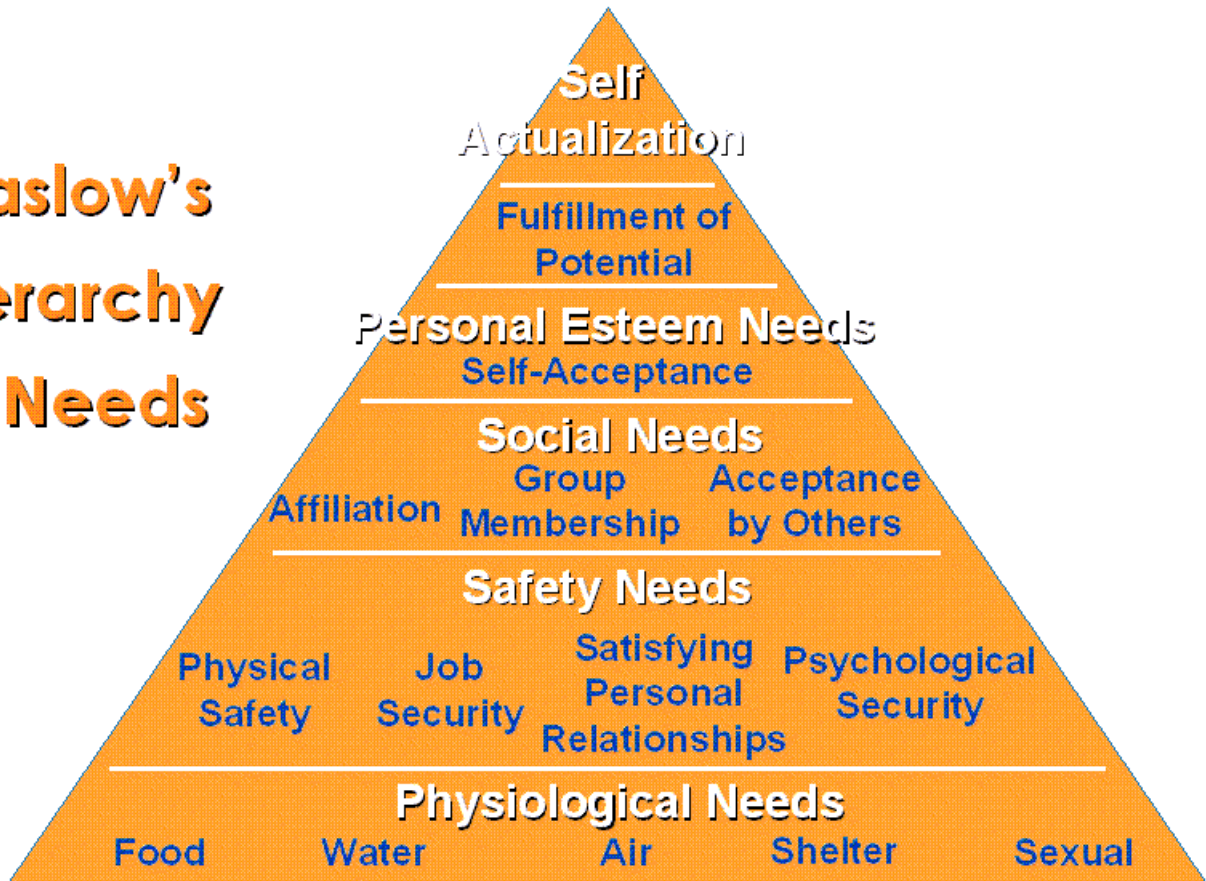 aslow's
erarchy
Needs
Self
Actualization
Fulfillment of
Potential
Personal Esteem Needs
Self-Acceptance
Social Needs
Affiliation
Group
Membership
Acceptance
by Others
Safety Needs
Physical
Safety
Job
Security
Satisfying
Personal
Relationships
Psychological
Security
Physiological Needs
Food Water Air Shelter Sexual